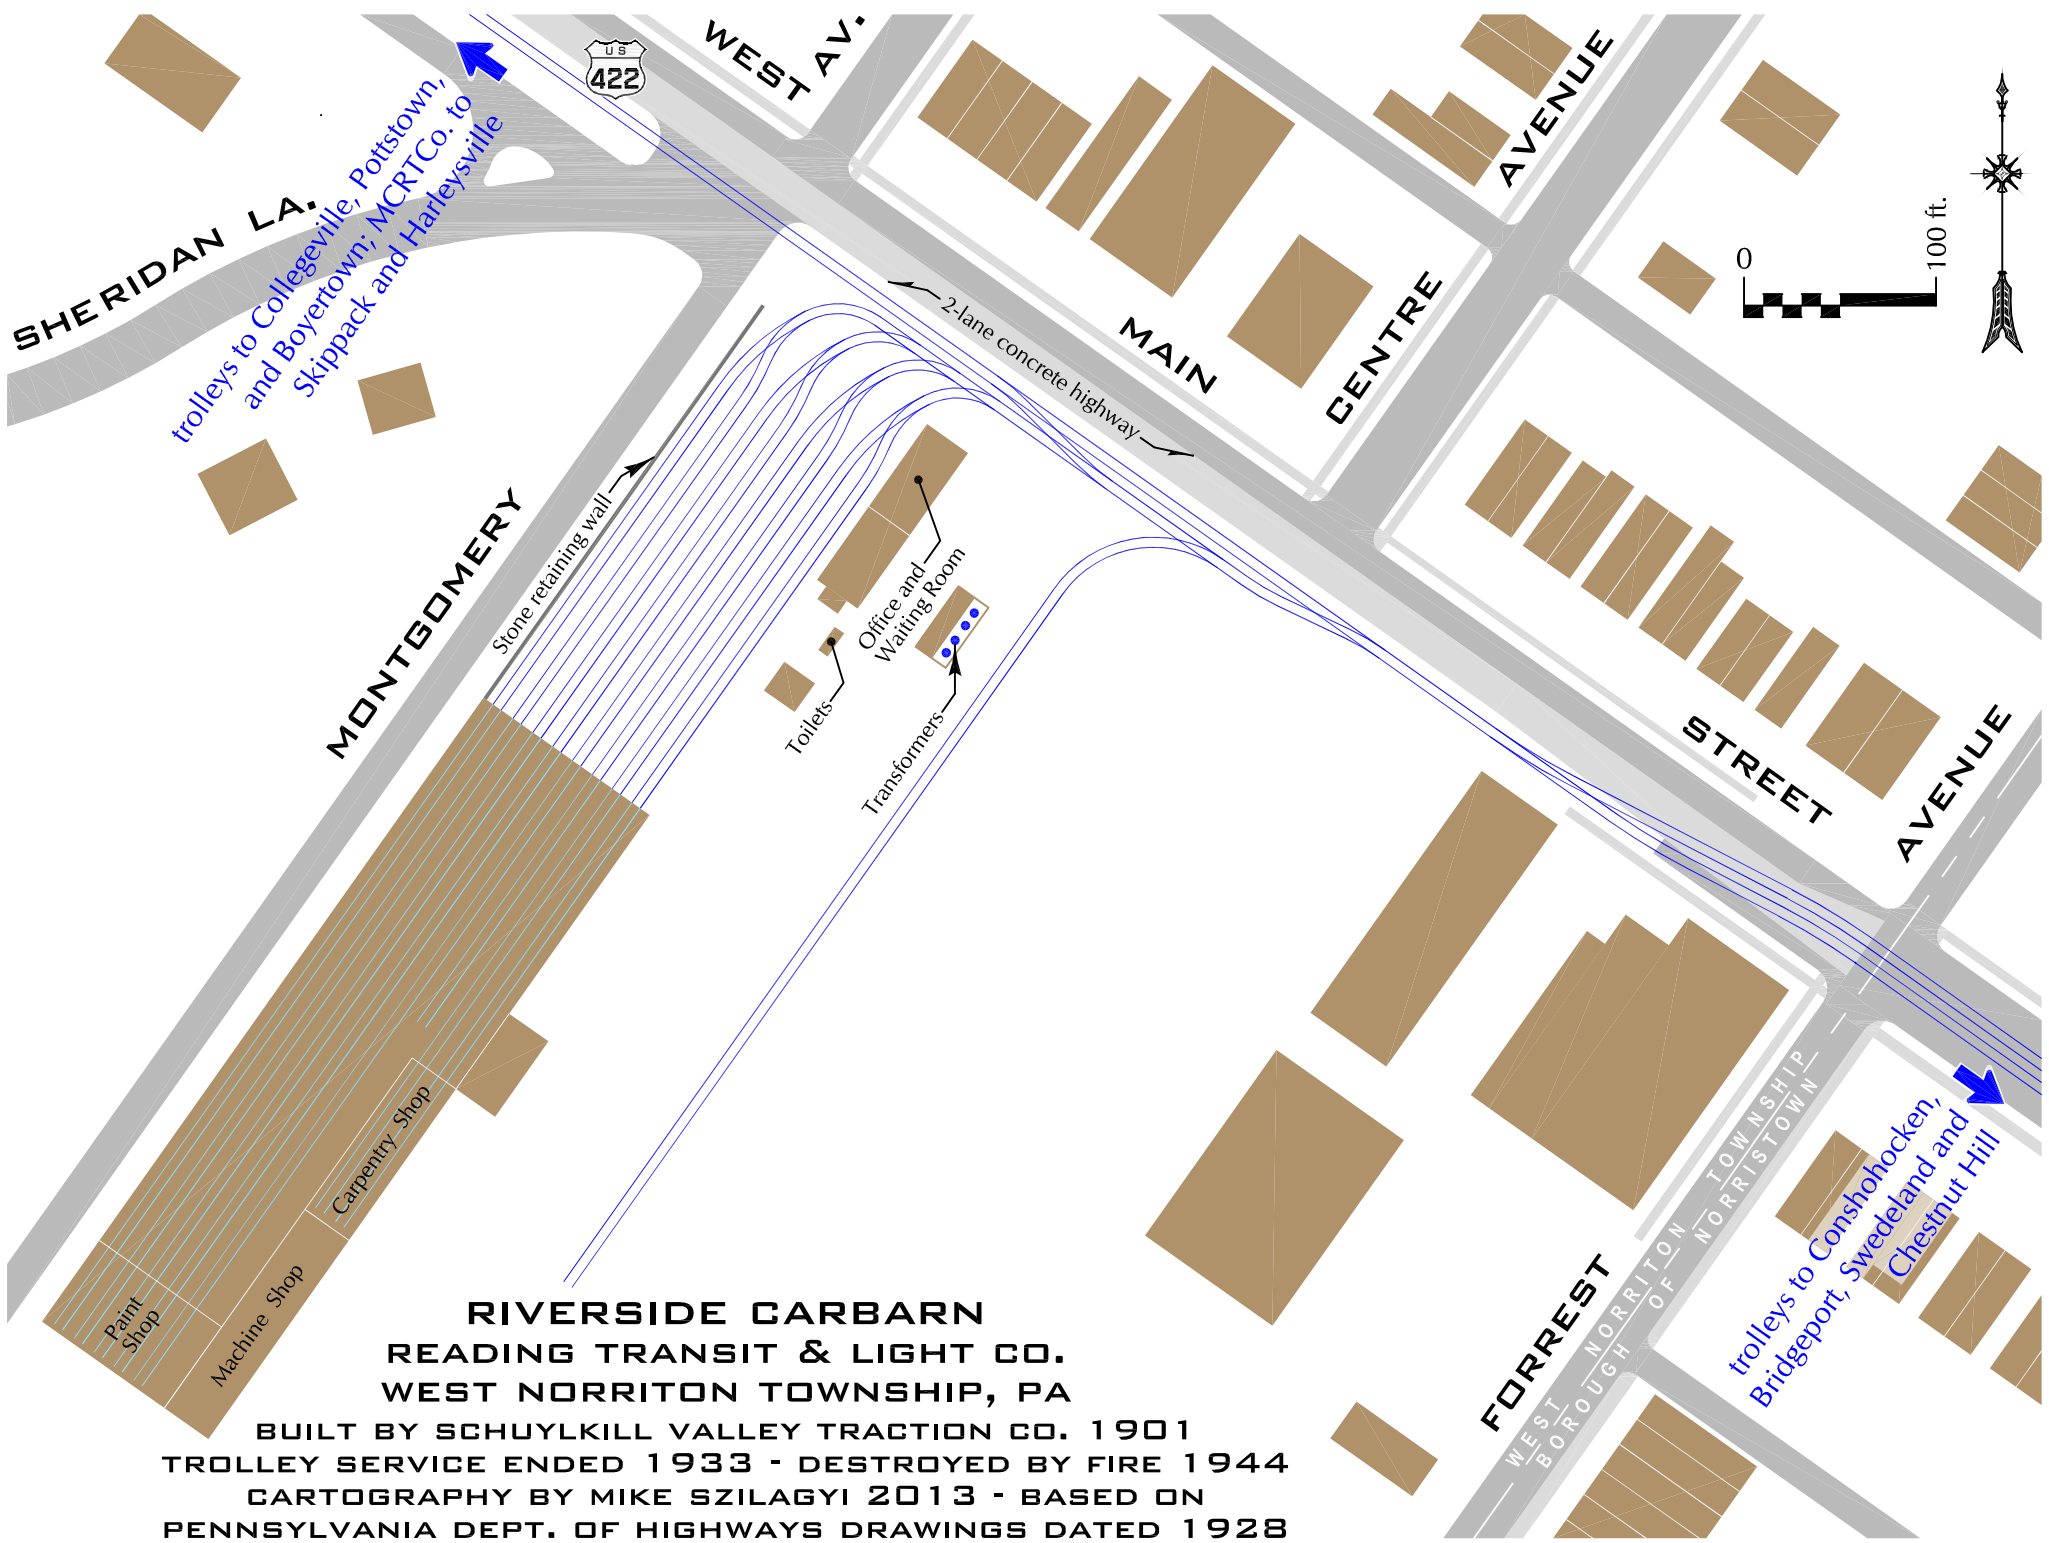 WEST AV.
US
422
SHERIDAN LA.
trolleys to Collegeville, Pottstown,
and Boyertown; MCRTCo. to
Skippack and Harleysville
CENTRE AVENUE
0
100 ft.
2-lane concrete highway
MAIN STREET
MONTGOMERY
Stone retaining wall
Office and
Waiting Room
Toilets
Transformers
FORREST AVENUE
WEST NORRITON TOWNSHIP
BOROUGH OF NORRISTOWN
trolleys to Conshohocken,
Bridgeport, Swedeland and
Chestnut Hill
Carpentry Shop
Machine Shop
Paint
Shop
RIVERSIDE CARBARN
READING TRANSIT & LIGHT CO.
WEST NORRITON TOWNSHIP, PA
BUILT BY SCHUYLKILL VALLEY TRACTION CO. 1901
TROLLEY SERVICE ENDED 1933 - DESTROYED BY FIRE 1944
CARTOGRAPHY BY MIKE SZILAGYI 2013 - BASED ON
PENNSYLVANIA DEPT. OF HIGHWAYS DRAWINGS DATED 1928